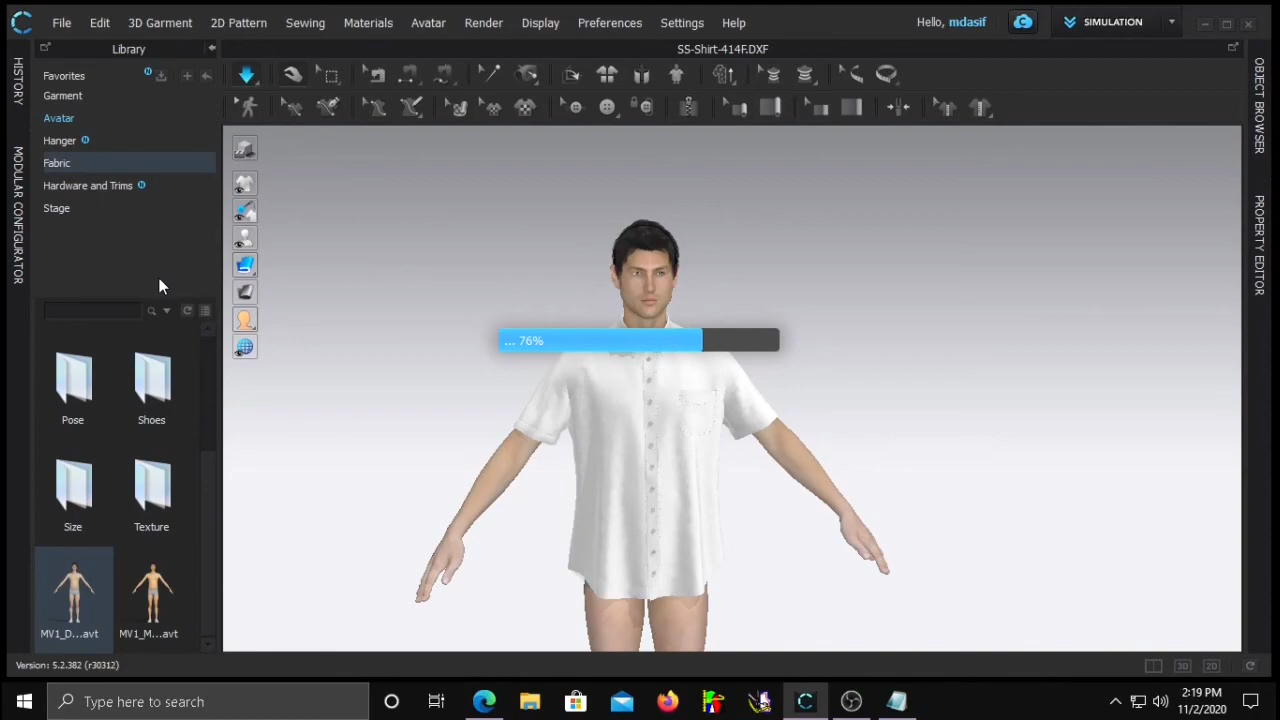 File Edit 3D Garment 2D Pattern Sewing Materials Avatar Render Display Preferences Settings Help Hello, mdasif SIMULATION
Library SS-Shirt-414F.DXF
HISTORY
MODULAR CONFIGURATOR
Favorites
Garment
Avatar
Hanger
Fabric
Hardware and Trims
Stage
... 76%
Pose Shoes
Size Texture
MV1_D...avt MV1_M...avt
OBJECT BROWSER
PROPERTY EDITOR
Version: 5.2.382 (r30312) 3D 2D
Type here to search 2:19 PM
11/2/2020